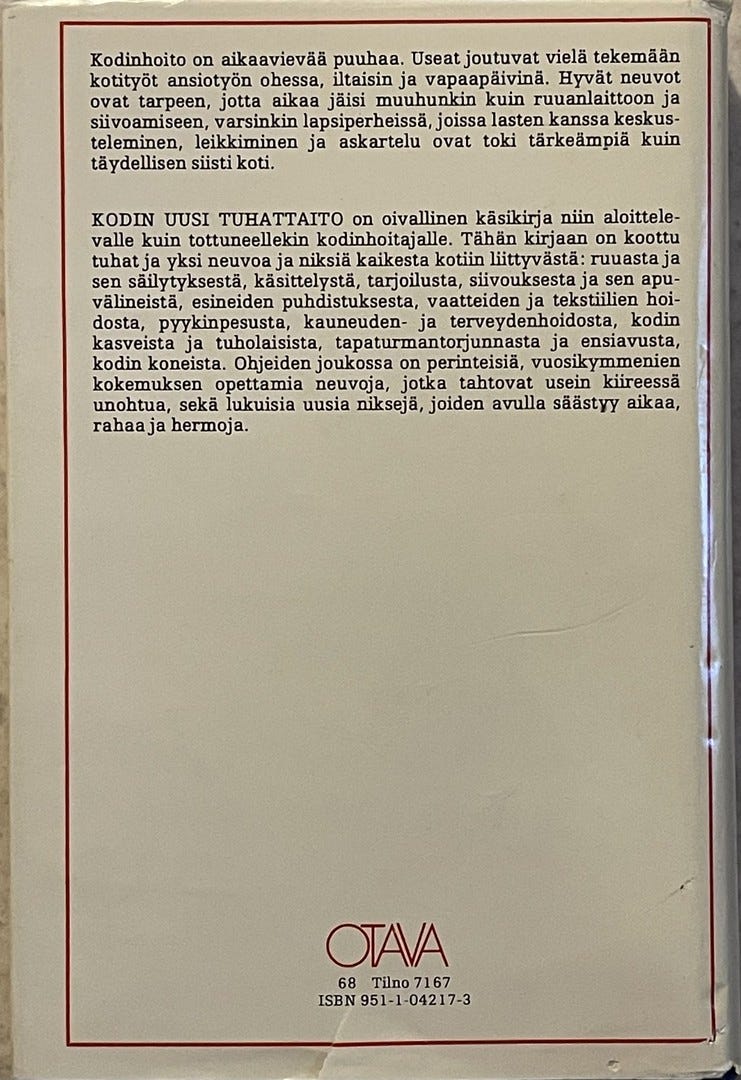 Kodinhoito on aikaavievää puuhaa. Useat joutuvat vielä tekemään
kotityöt ansiotyön ohessa, iltaisin ja vapaapäivinä. Hyvät neuvot
ovat tarpeen, jotta aikaa jäisi muuhunkin kuin ruuanlaittoon ja
siivoamiseen, varsinkin lapsiperheissä, joissa lasten kanssa keskus-
teleminen, leikkiminen ja askartelu ovat toki tärkeämpiä kuin
täydellisen siisti koti.
KODIN UUSI TUHATTAITO on oivallinen käsikirja niin aloittele-
valle kuin tottuneellekin kodinhoitajalle. Tähän kirjaan on koottu
tuhat ja yksi neuvoa ja niksiä kaikesta kotiin liittyvästä: ruuasta ja
sen säilytyksestä, käsittelystä, tarjoilusta, siivouksesta ja sen apu-
välineistä, esineiden puhdistuksesta, vaatteiden ja tekstiilien hoi-
dosta, pyykinpesusta, kauneuden- ja terveydenhoidosta, kodin
kasveista ja tuholaisista, tapaturmantorjunnasta ja ensiavusta,
kodin koneista. Ohjeiden joukossa on perinteisiä, vuosikymmenien
kokemuksen opettamia neuvoja, jotka tahtovat usein kiireessä
unohtua, sekä lukuisia uusia niksejä, joiden avulla säästyy aikaa,
rahaa ja hermoja.
OTAVA
68 Tilno 7167
ISBN 951-1-04217-3